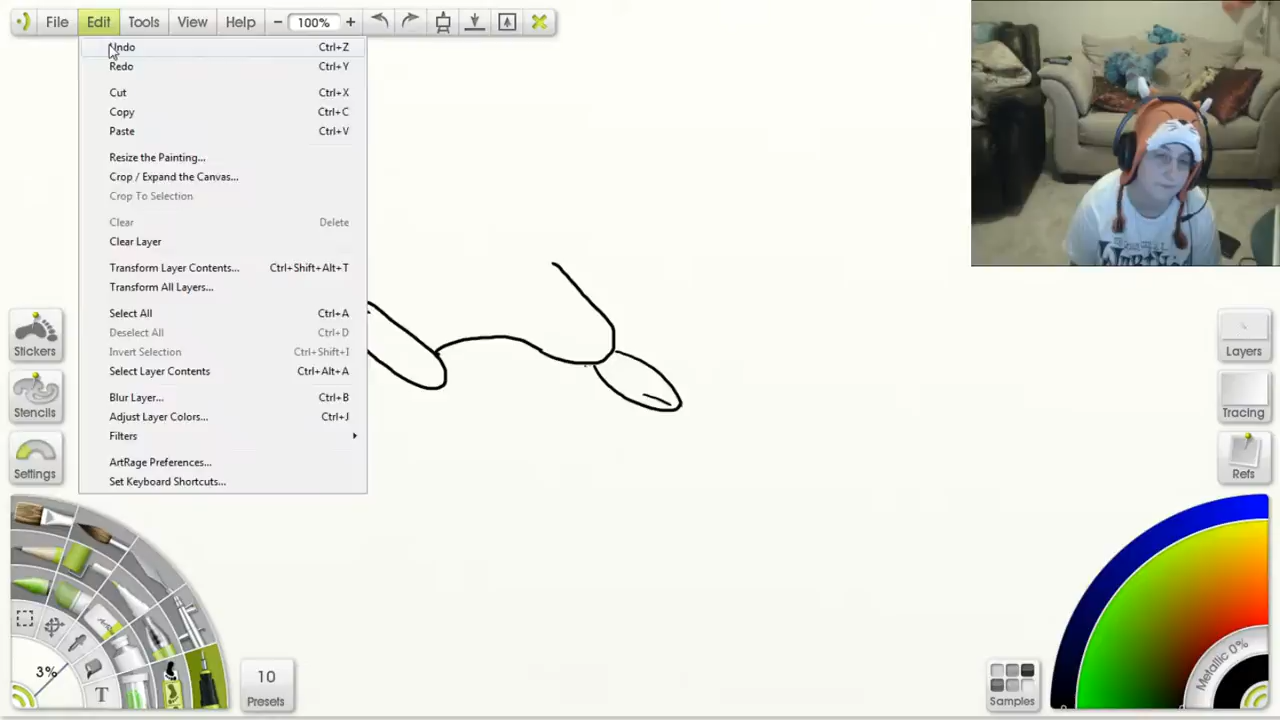 File Edit Tools View Help 100%
Undo Ctrl+Z
Redo Ctrl+Y
Cut Ctrl+X
Copy Ctrl+C
Paste Ctrl+V
Resize the Painting...
Crop / Expand the Canvas...
Crop To Selection
Clear Delete
Clear Layer
Transform Layer Contents... Ctrl+Shift+Alt+T
Transform All Layers...
Select All Ctrl+A
Deselect All Ctrl+D
Invert Selection Ctrl+Shift+I
Select Layer Contents Ctrl+Alt+A
Blur Layer... Ctrl+B
Adjust Layer Colors... Ctrl+J
Filters
ArtRage Preferences...
Set Keyboard Shortcuts...
Stickers
Stencils
Settings
Layers
Tracing
Refs
3%
T
10
Presets
Samples
Metallic 0%